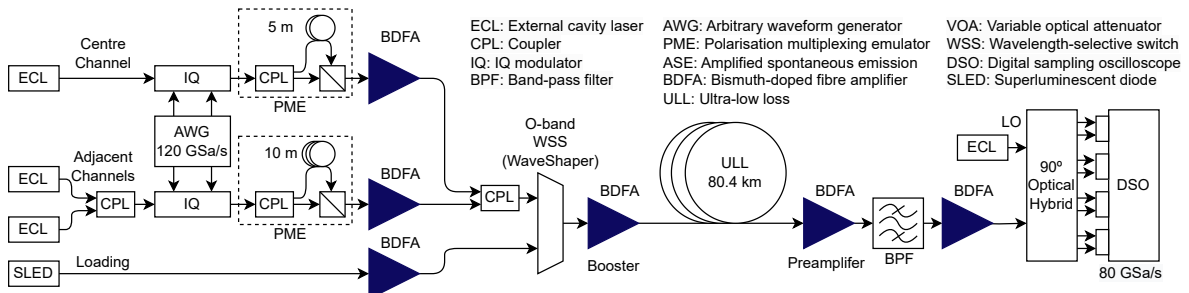 ECL: External cavity laser
CPL: Coupler
IQ: IQ modulator
BPF: Band-pass filter
AWG: Arbitrary waveform generator
PME: Polarisation multiplexing emulator
ASE: Amplified spontaneous emission
BDFA: Bismuth-doped fibre amplifier
ULL: Ultra-low loss
VOA: Variable optical attenuator
WSS: Wavelength-selective switch
DSO: Digital sampling oscilloscope
SLED: Superluminescent diode
Centre
Channel
ECL
IQ
5 m
CPL
PME
BDFA
AWG
120 GSa/s
Adjacent
Channels
ECL
ECL
CPL
IQ
10 m
CPL
PME
BDFA
SLED
Loading
BDFA
CPL
O-band
WSS
(WaveShaper)
BDFA
Booster
ULL
80.4 km
BDFA
Preamplifer
BPF
BDFA
LO
ECL
90º
Optical
Hybrid
DSO
80 GSa/s